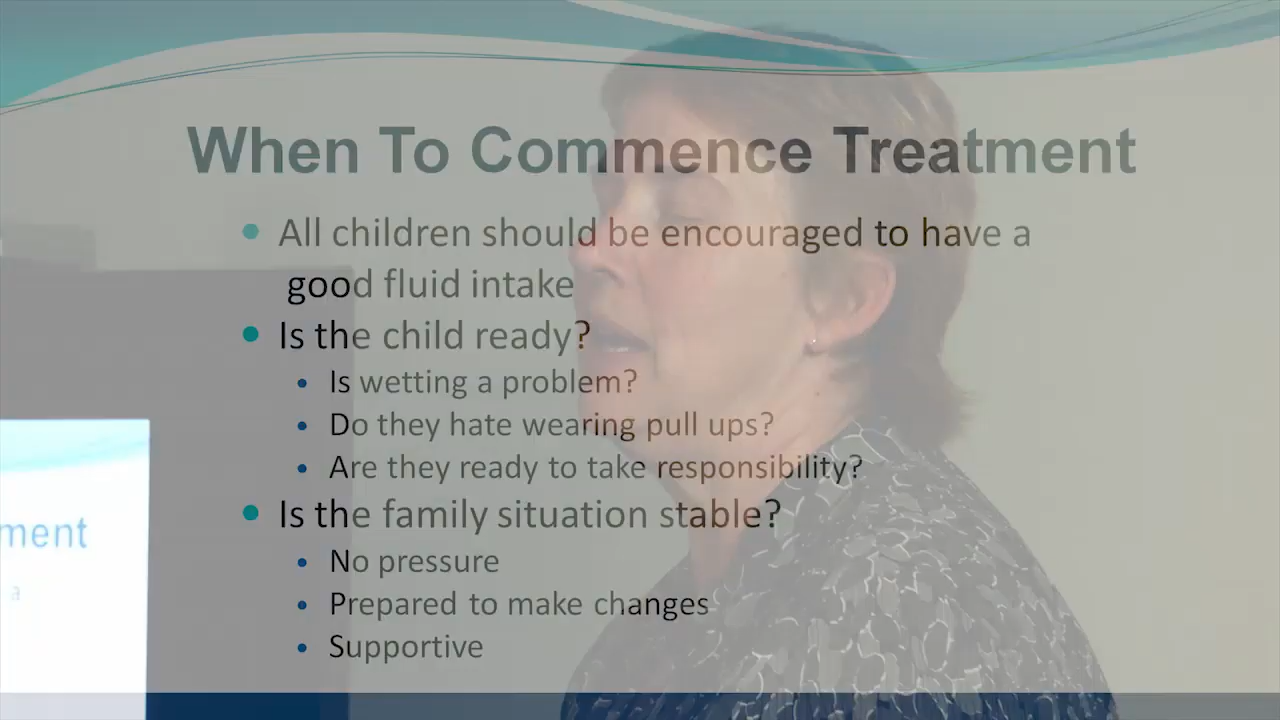 When To Commence Treatment
• All children should be encouraged to have a
good fluid intake
• Is the child ready?
• Is wetting a problem?
• Do they hate wearing pull ups?
• Are they ready to take responsibility?
• Is the family situation stable?
• No pressure
• Prepared to make changes
• Supportive
ment
a